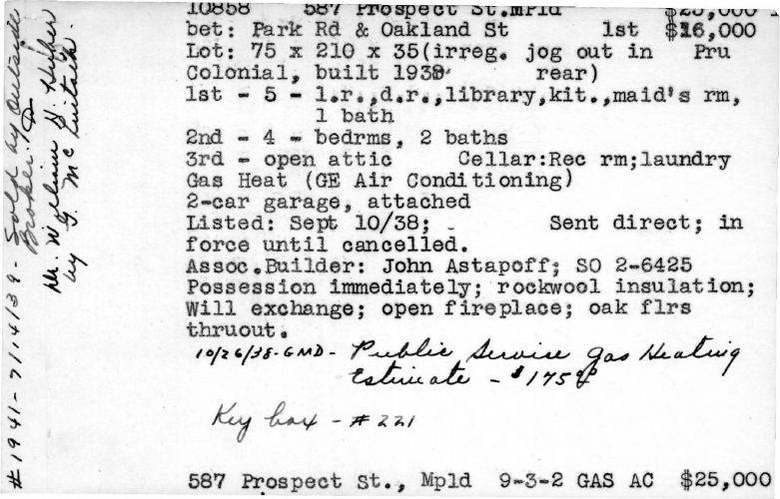 10858 587 Prospect St.Mpld $25,000
bet: Park Rd & Oakland St 1st $16,000
Lot: 75 x 210 x 35(irreg. jog out in Pru
Colonial, built 1938 rear)
1st - 5 - l.r.,d.r.,library,kit.,maid's rm,
1 bath
2nd - 4 - bedrms, 2 baths
3rd - open attic Cellar:Rec rm;laundry
Gas Heat (GE Air Conditioning)
2-car garage, attached
Listed: Sept 10/38; Sent direct; in
force until cancelled.
Assoc.Builder: John Astapoff; SO 2-6425
Possession immediately; rockwool insulation;
Will exchange; open fireplace; oak flrs
thruout.
10/26/38-GMD- Public Service Gas Heating
Estimate - $175
Key box - #221
587 Prospect St., Mpld 9-3-2 GAS AC $25,000
#1941-7/14/39- Sold by Outside
Broker.
Dr. William H.
by G. Mc